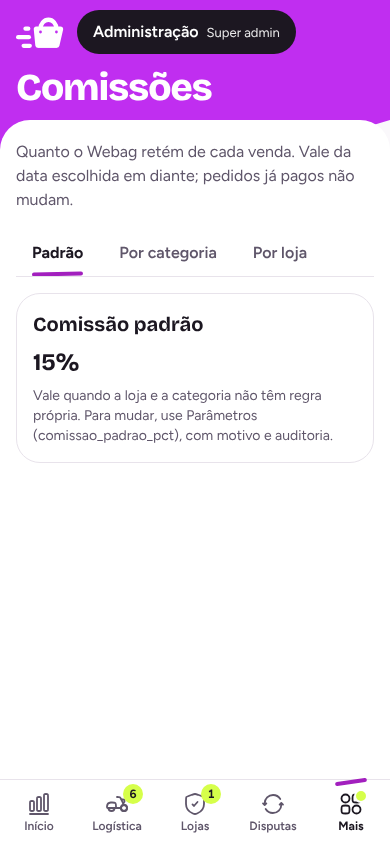 Administração Super admin
Comissões
Quanto o Webag retém de cada venda. Vale da
data escolhida em diante; pedidos já pagos não
mudam.
Padrão Por categoria Por loja
Comissão padrão
15%
Vale quando a loja e a categoria não têm regra
própria. Para mudar, use Parâmetros
(comissao_padrao_pct), com motivo e auditoria.
6 1
Início Logística Lojas Disputas Mais